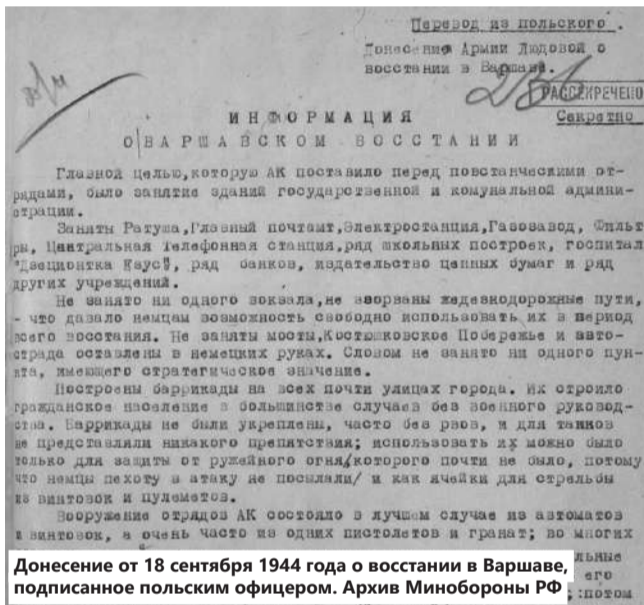 Перевод из польского.
Донесение Армии Людовой о
восстании в Варшаве.
РАССЕКРЕЧЕНО
Секретно
ИНФОРМАЦИЯ
О ВАРШАВСКОМ ВОССТАНИИ
Главной целью,которую АК поставило перед повстанческими от-
рядами, было занятие зданий государственной и комунальной админи-
страции.
Заняты Ратуша,Главный почтамт,Электростанция,Газозавод, Фильт
ры, Центральная Телефонная станция,ряд школьных построек, госпитал
"Дзеционтка Езус", ряд банков, издательство ценных бумаг и ряд
других учреждений.
Не занято ни одного вокзала,не взорваны железнодорожные пути,
- что давало немцам возможность свободно использовать их в период
всего восстания. Не заняты мосты,Костюшковское Побережье и авто-
страда оставлены в немецких руках. Словом не занято ни одного пун-
кта, имеющего стратегическое значение.
Построены баррикады на всех почти улицах города. Их строило
гражданское население в большинстве случаев без военного руковод-
ства. Баррикады не были укреплены, часто без рвов, и для танков
не представляли никакого препятствия; использовать их можно было
только для защиты от ружейного огня/которого почти не было, потому
что немцы пехоту в атаку не посылали/ и как ячейки для стрельбы
из винтовок и пулеметов.
Вооружение отрядов АК состояло в лучшем случае из автоматов
и винтовок, а очень часто из одних пистолетов и гранат; во многих
льные
его
; :потом
Донесение от 18 сентября 1944 года о восстании в Варшаве,
подписанное польским офицером. Архив Минобороны РФ